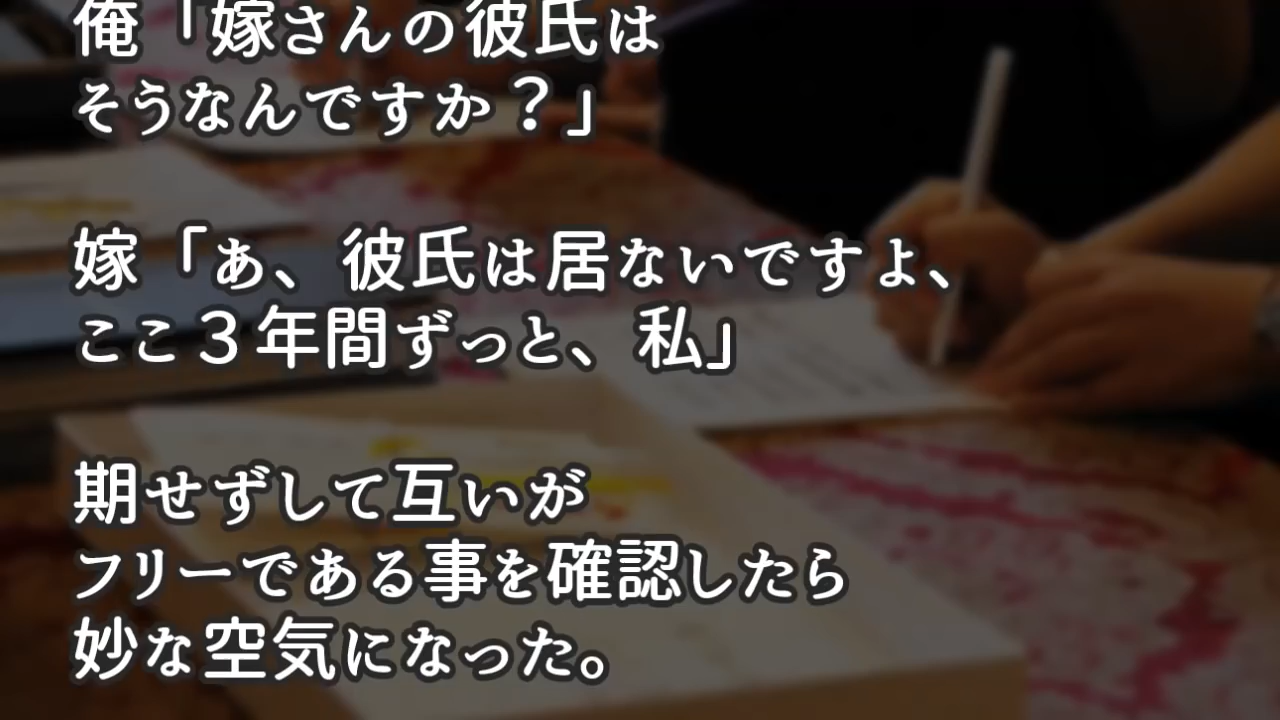 俺「嫁さんの彼氏は
そうなんですか？」
嫁「あ、彼氏は居ないですよ、
ここ３年間ずっと、私」
期せずして互いが
フリーである事を確認したら
妙な空気になった。